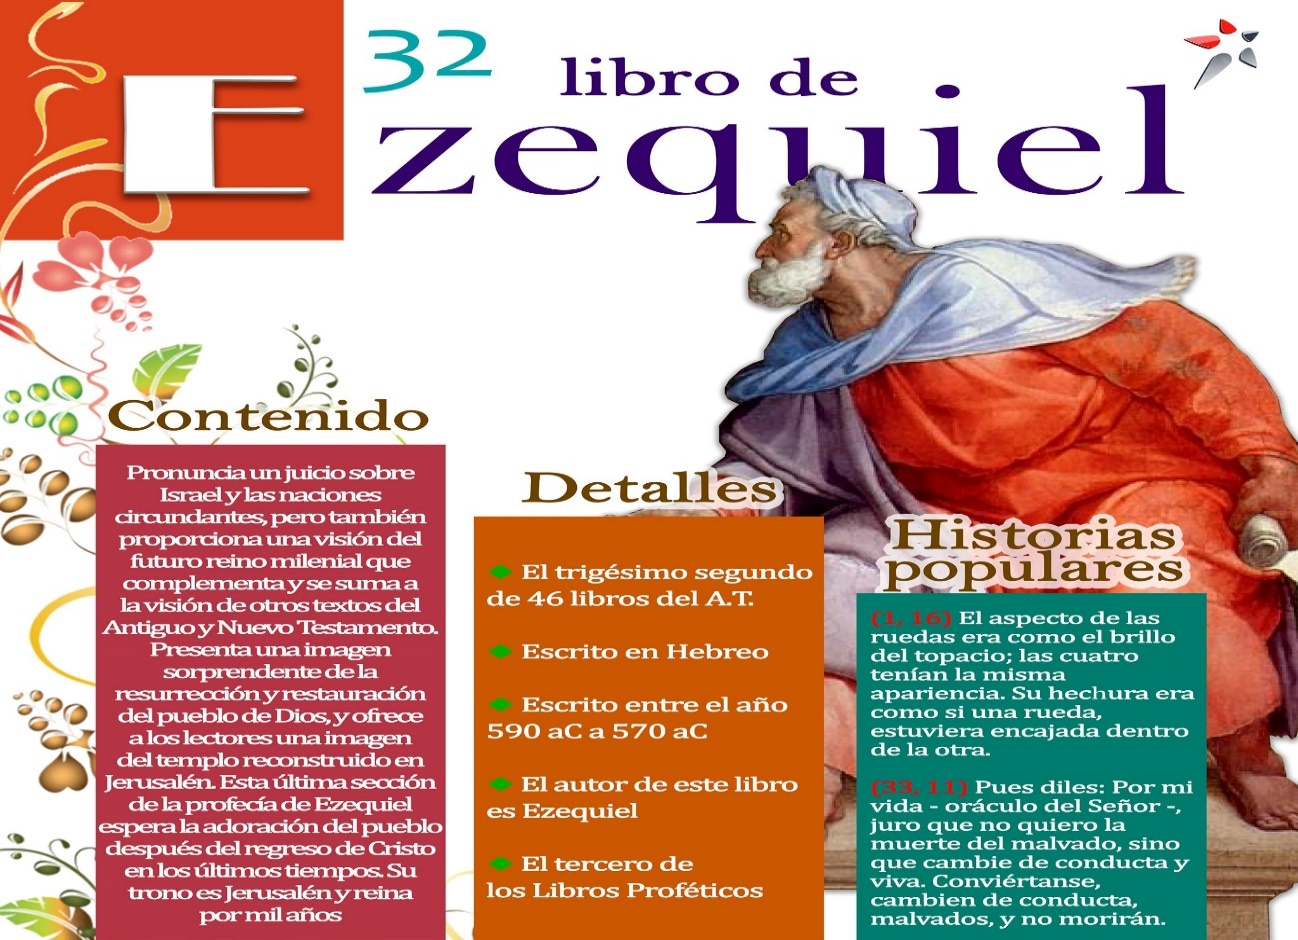 32
libro de
Ezequiel
Contenido
Pronuncia un juicio sobre
Israel y las naciones
circundantes, pero también
proporciona una visión del
futuro reino milenial que
complementa y se suma a
la visión de otros textos del
Antiguo y Nuevo Testamento.
Presenta una imagen
sorprendente de la
resurrección y restauración
del pueblo de Dios, y ofrece
a los lectores una imagen
del templo reconstruido en
Jerusalén. Esta última sección
de la profecía de Ezequiel
espera la adoración del pueblo
después del regreso de Cristo
en los últimos tiempos. Su
trono es Jerusalén y reina
por mil años
Detalles
El trigésimo segundo
de 46 libros del A.T.
Escrito en Hebreo
Escrito entre el año
590 aC a 570 aC
El autor de este libro
es Ezequiel
El tercero de
los Libros Proféticos
Historias
populares
(1, 16) El aspecto de las
ruedas era como el brillo
del topacio; las cuatro
tenían la misma
apariencia. Su hechura era
como si una rueda,
estuviera encajada dentro
de la otra.
(33, 11) Pues diles: Por mi
vida - oráculo del Señor -,
juro que no quiero la
muerte del malvado, sino
que cambie de conducta y
viva. Conviértanse,
cambien de conducta,
malvados, y no morirán.